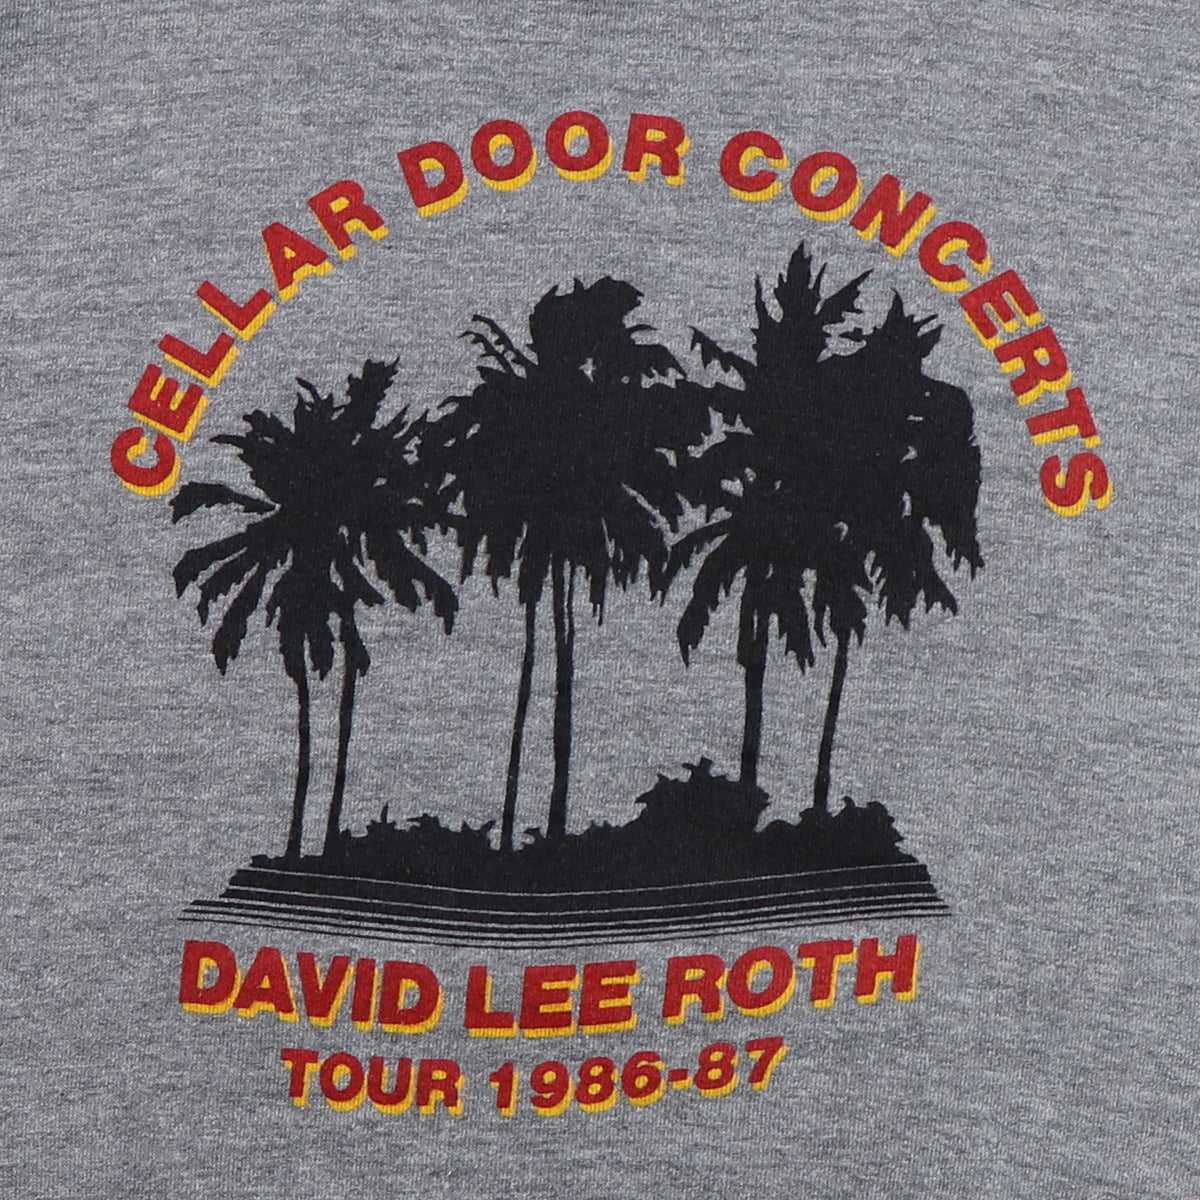 CELLAR DOOR CONCERTS
DAVID LEE ROTH
TOUR 1986-87